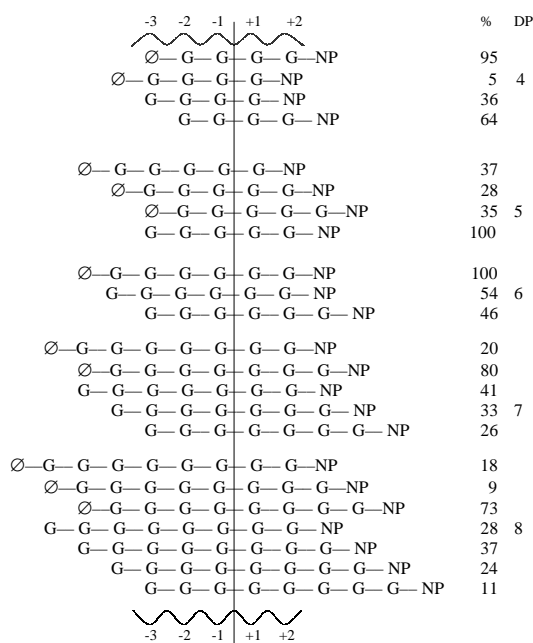 -3 -2 -1 +1 +2 % DP
∅—G—G—G—G—NP 95
∅—G—G—G—G—NP 5 4
G—G—G—G—NP 36
G—G—G—G—NP 64
∅—G—G—G—G—G—NP 37
∅—G—G—G—G—G—NP 28
∅—G—G—G—G—G—NP 35 5
G—G—G—G—G—NP 100
∅—G—G—G—G—G—G—NP 100
G—G—G—G—G—G—NP 54 6
G—G—G—G—G—G—NP 46
∅—G—G—G—G—G—G—G—NP 20
∅—G—G—G—G—G—G—G—NP 80
G—G—G—G—G—G—G—NP 41
G—G—G—G—G—G—G—NP 33 7
G—G—G—G—G—G—G—NP 26
∅—G—G—G—G—G—G—G—G—NP 18
∅—G—G—G—G—G—G—G—G—NP 9
∅—G—G—G—G—G—G—G—G—NP 73
G—G—G—G—G—G—G—G—NP 28 8
G—G—G—G—G—G—G—G—NP 37
G—G—G—G—G—G—G—G—NP 24
G—G—G—G—G—G—G—G—NP 11
-3 -2 -1 +1 +2